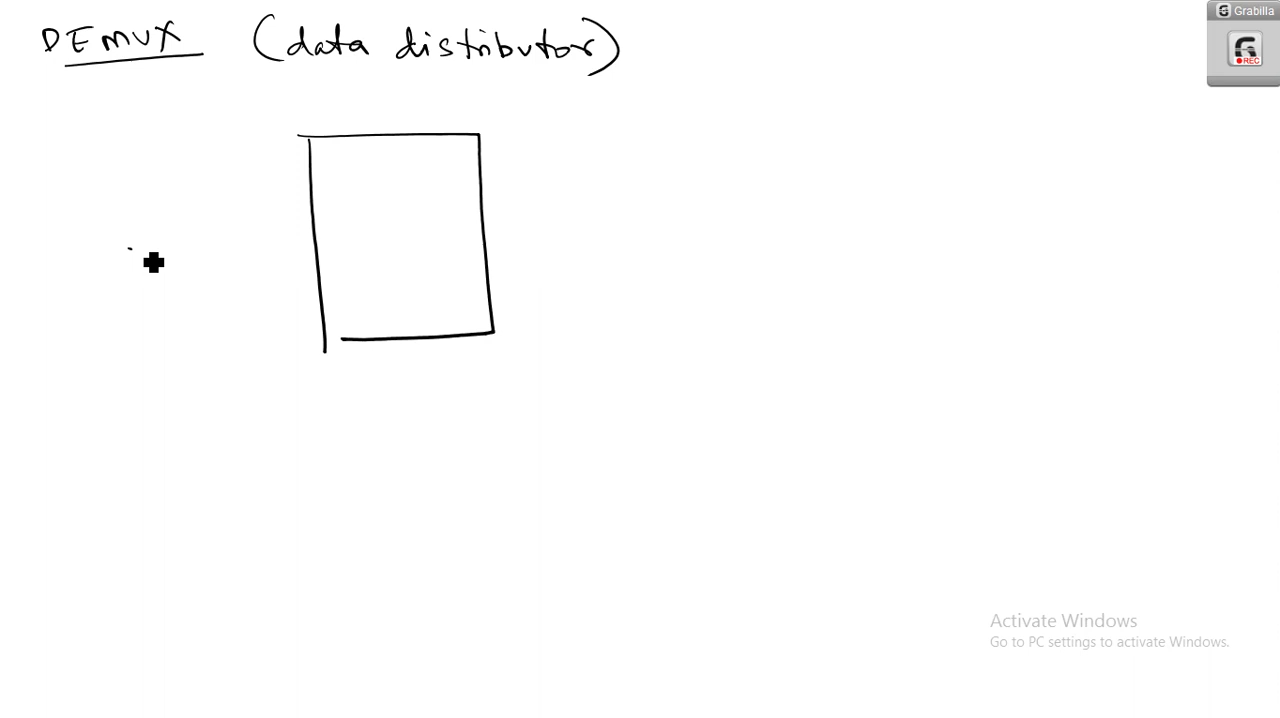 DEMUX (data distributor)
Grabilla
REC
Activate Windows
Go to PC settings to activate Windows.